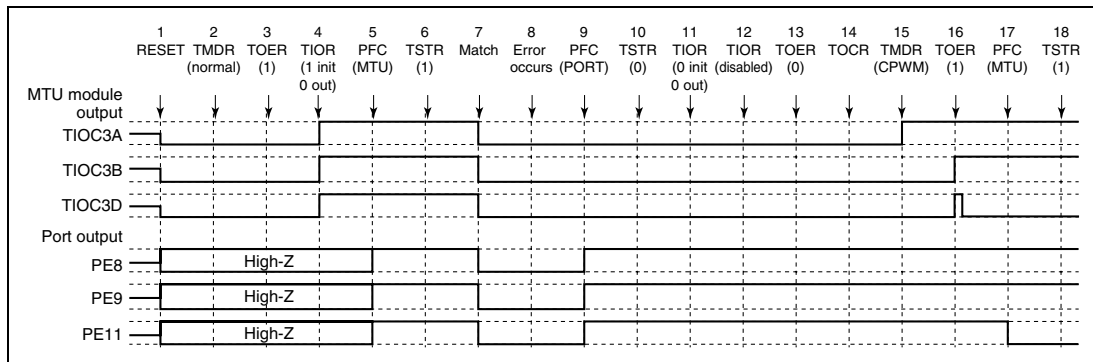 1 2 3 4 5 6 7 8 9 10 11 12 13 14 15 16 17 18
RESET TMDR TOER TIOR PFC TSTR Match Error PFC TSTR TIOR TIOR TOER TOCR TMDR TOER PFC TSTR
(normal) (1) (1 init (MTU) (1) occurs (PORT) (0) (0 init (disabled) (0) (CPWM) (1) (MTU) (1)
0 out) 0 out)
MTU module
output
TIOC3A
TIOC3B
TIOC3D
Port output
PE8 High-Z
PE9 High-Z
PE11 High-Z